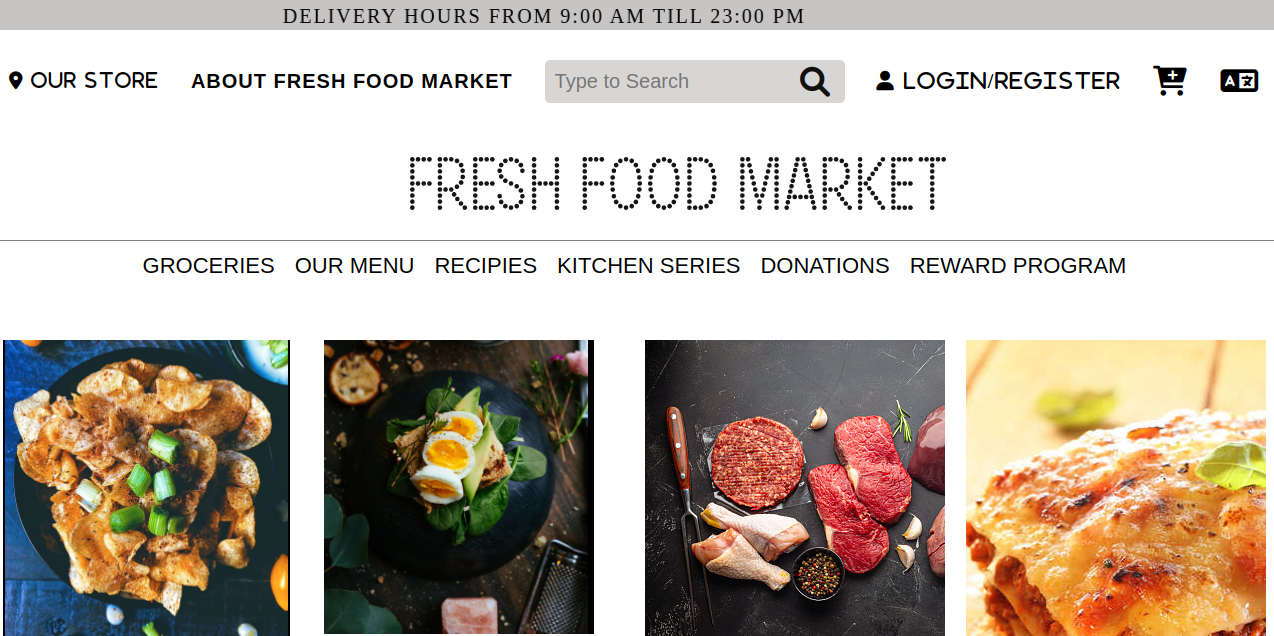 DELIVERY HOURS FROM 9:00 AM TILL 23:00 PM
OUR STORE ABOUT FRESH FOOD MARKET Type to Search LOGIN/REGISTER A
FRESH FOOD MARKET
GROCERIES OUR MENU RECIPIES KITCHEN SERIES DONATIONS REWARD PROGRAM